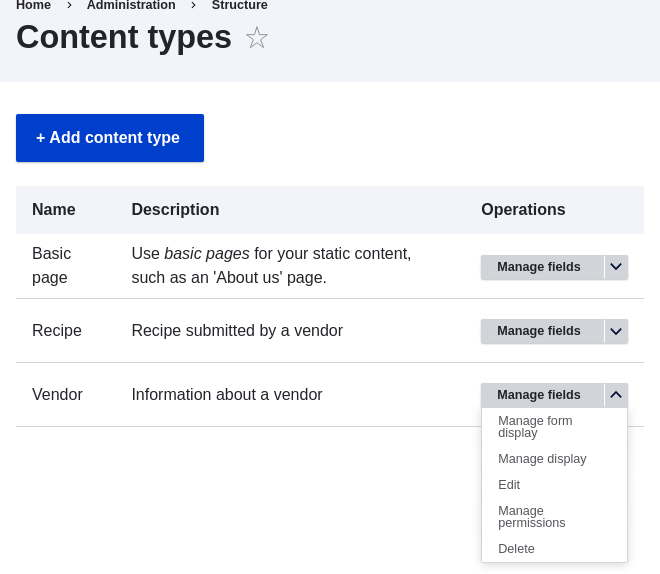 Home > Administration > Structure
Content types
+ Add content type
Name Description Operations
Basic page
Use basic pages for your static content, such as an 'About us' page.
Manage fields
Recipe
Recipe submitted by a vendor
Manage fields
Vendor
Information about a vendor
Manage fields
Manage form
display
Manage display
Edit
Manage
permissions
Delete